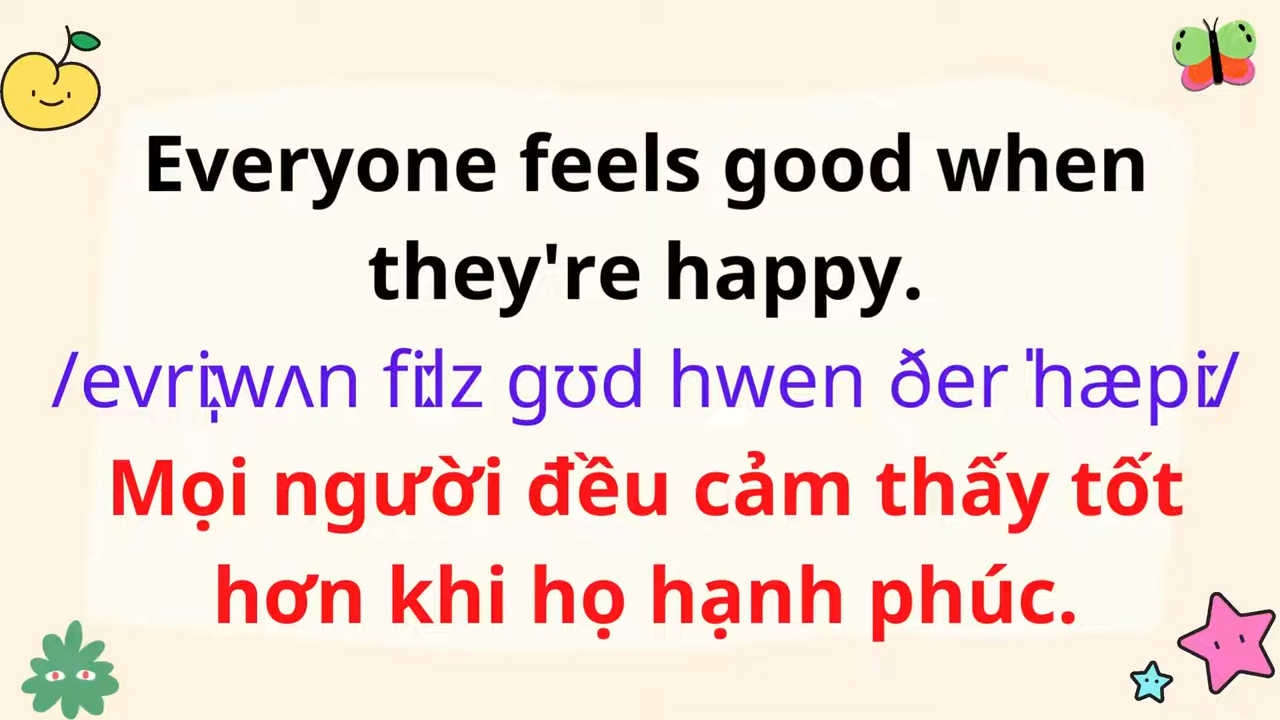 Everyone feels good when
they're happy.
/evriːˌwʌn fiːlz gʊd hwen ðer ˈhæpiː/
Mọi người đều cảm thấy tốt
hơn khi họ hạnh phúc.